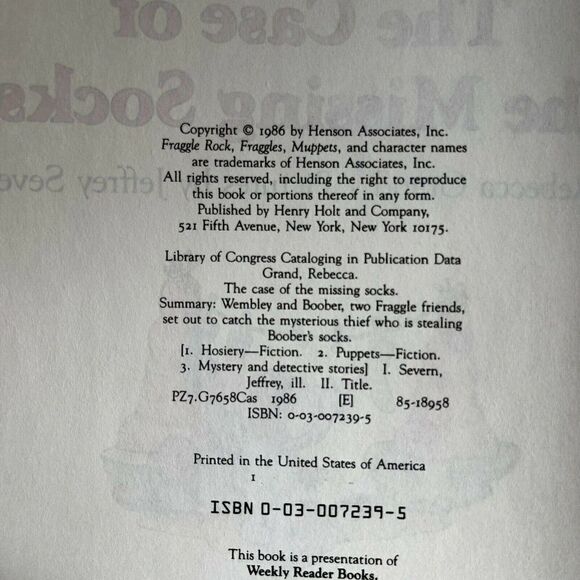 Copyright © 1986 by Henson Associates, Inc.
Fraggle Rock, Fraggles, Muppets, and character names
are trademarks of Henson Associates, Inc.
All rights reserved, including the right to reproduce
this book or portions thereof in any form.
Published by Henry Holt and Company,
521 Fifth Avenue, New York, New York 10175.
Library of Congress Cataloging in Publication Data
Grand, Rebecca.
The case of the missing socks.
Summary: Wembley and Boober, two Fraggle friends,
set out to catch the mysterious thief who is stealing
Boober's socks.
[1. Hosiery—Fiction. 2. Puppets—Fiction.
3. Mystery and detective stories] I. Severn,
Jeffrey, ill. II. Title.
PZ7.G7658Cas 1986 [E] 85-18958
ISBN: 0-03-007239-5
Printed in the United States of America
1
ISBN 0-03-007239-5
This book is a presentation of
Weekly Reader Books.